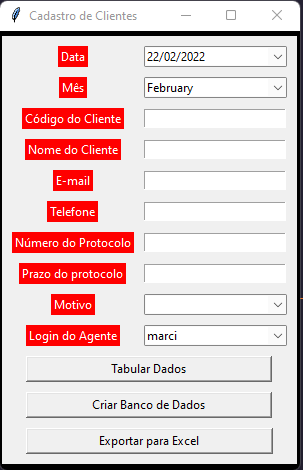 Cadastro de Clientes
Data 22/02/2022
Mês February
Código do Cliente
Nome do Cliente
E-mail
Telefone
Número do Protocolo
Prazo do protocolo
Motivo
Login do Agente marci
Tabular Dados
Criar Banco de Dados
Exportar para Excel